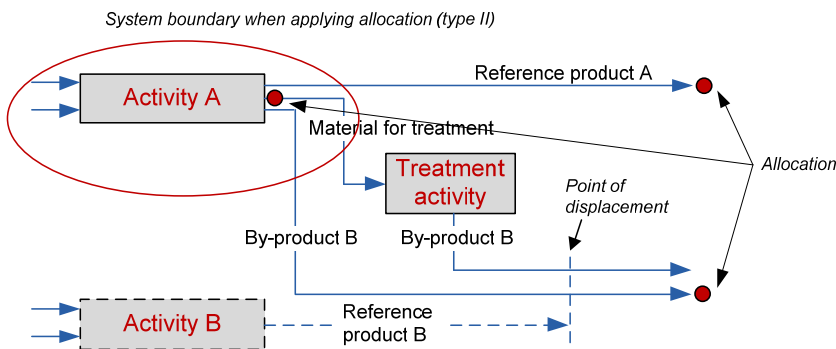 System boundary when applying allocation (type II)
Reference product A
Activity A
Material for treatment
Treatment
activity
Point of
displacement
Allocation
By-product B
By-product B
Activity B
Reference
product B